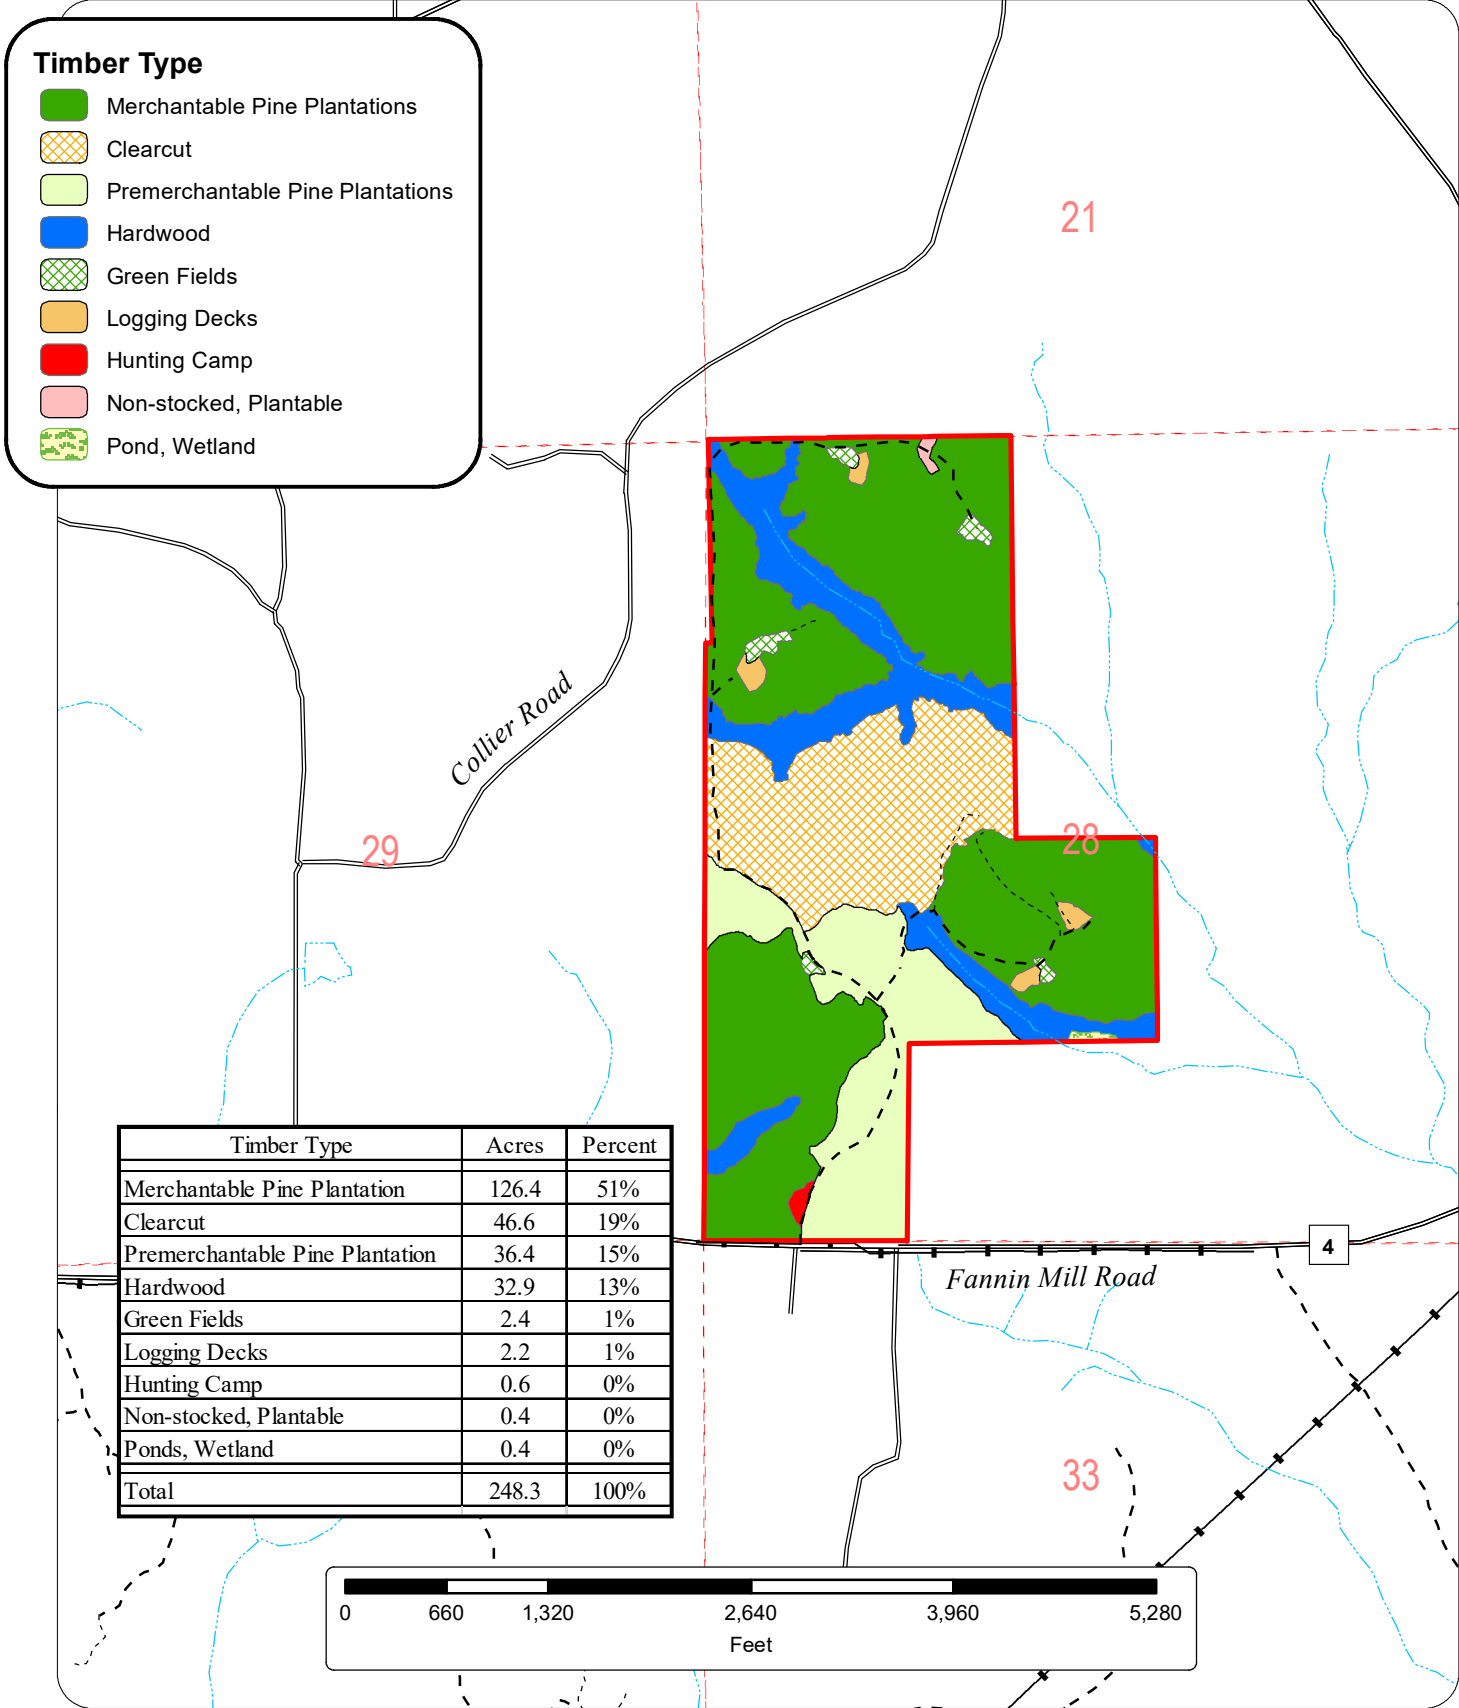 Timber Type
Merchantable Pine Plantations
Clearcut
Premerchantable Pine Plantations
Hardwood
Green Fields
Logging Decks
Hunting Camp
Non-stocked, Plantable
Pond, Wetland
21
29
28
33
Collier Road
Fannin Mill Road
4
Timber Type Acres Percent
Merchantable Pine Plantation 126.4 51%
Clearcut 46.6 19%
Premerchantable Pine Plantation 36.4 15%
Hardwood 32.9 13%
Green Fields 2.4 1%
Logging Decks 2.2 1%
Hunting Camp 0.6 0%
Non-stocked, Plantable 0.4 0%
Ponds, Wetland 0.4 0%
Total 248.3 100%
0 660 1,320 2,640 3,960 5,280
Feet